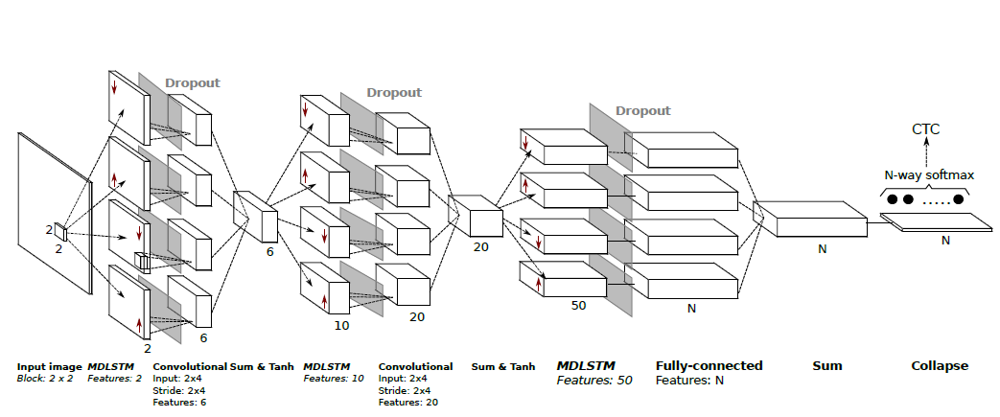 Dropout
Dropout
Dropout
CTC
N-way softmax
.....
2
2
2
6
6
10
20
20
50
N
N
N
Input image
Block: 2 x 2
MDLSTM
Features: 2
Convolutional
Input: 2x4
Stride: 2x4
Features: 6
Sum & Tanh
MDLSTM
Features: 10
Convolutional
Input: 2x4
Stride: 2x4
Features: 20
Sum & Tanh
MDLSTM
Features: 50
Fully-connected
Features: N
Sum
Collapse